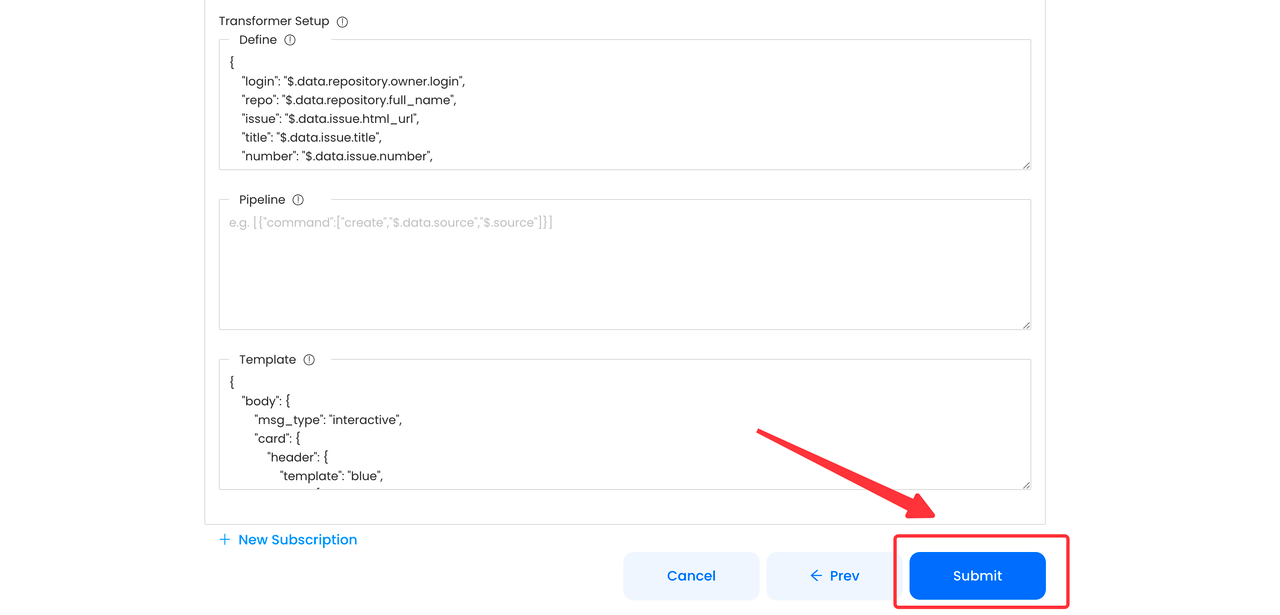 Transformer Setup
Define
{
"login": "$.data.repository.owner.login",
"repo": "$.data.repository.full_name",
"issue": "$.data.issue.html_url",
"title": "$.data.issue.title",
"number": "$.data.issue.number",
Pipeline
e.g. [{"command":["create","$.data.source","$.source"]}]
Template
{
"body": {
"msg_type": "interactive",
"card": {
"header": {
"template": "blue",
+ New Subscription
Cancel
← Prev
Submit